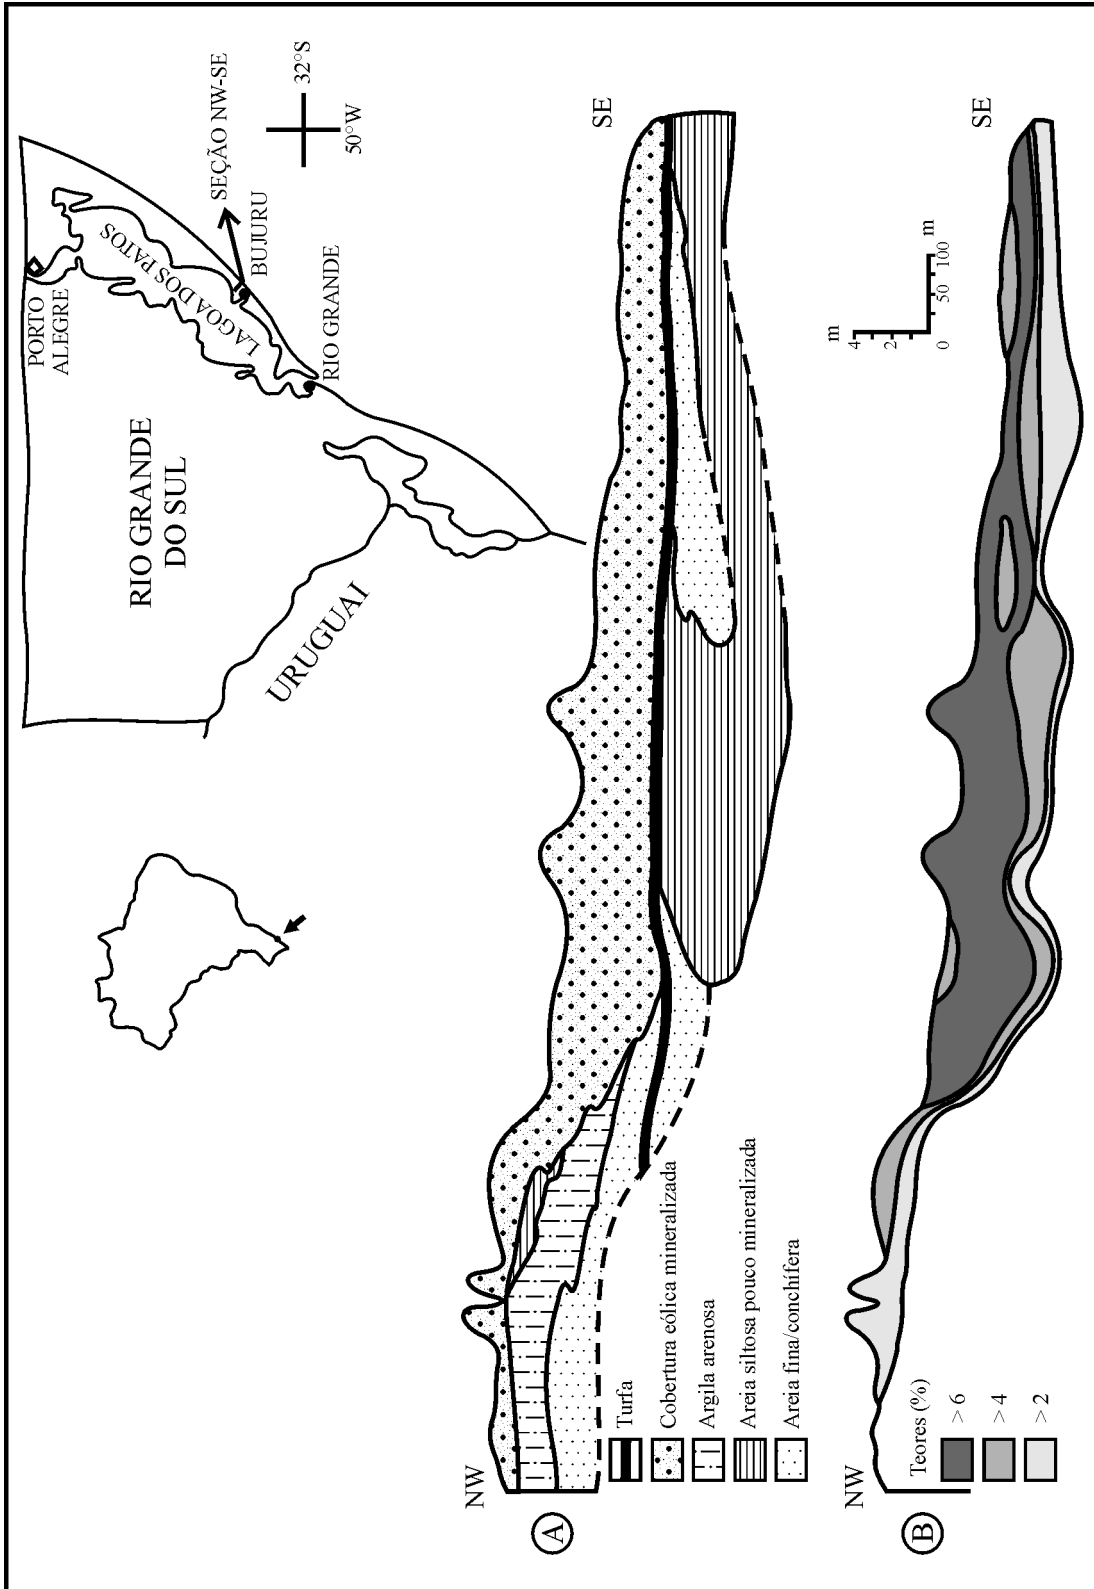 PORTO
ALEGRE
LAGOA DOS PATOS
SEÇÃO NW-SE
BUJURU
RIO GRANDE
32°S
50°W
RIO GRANDE
DO SUL
URUGUAI
NW
SE
A
Turfa
Cobertura eólica mineralizada
Argila arenosa
Areia siltosa pouco mineralizada
Areia fina/conchífera
m
4
2
0
50
100
m
NW
SE
B
Teores (%)
> 6
> 4
> 2